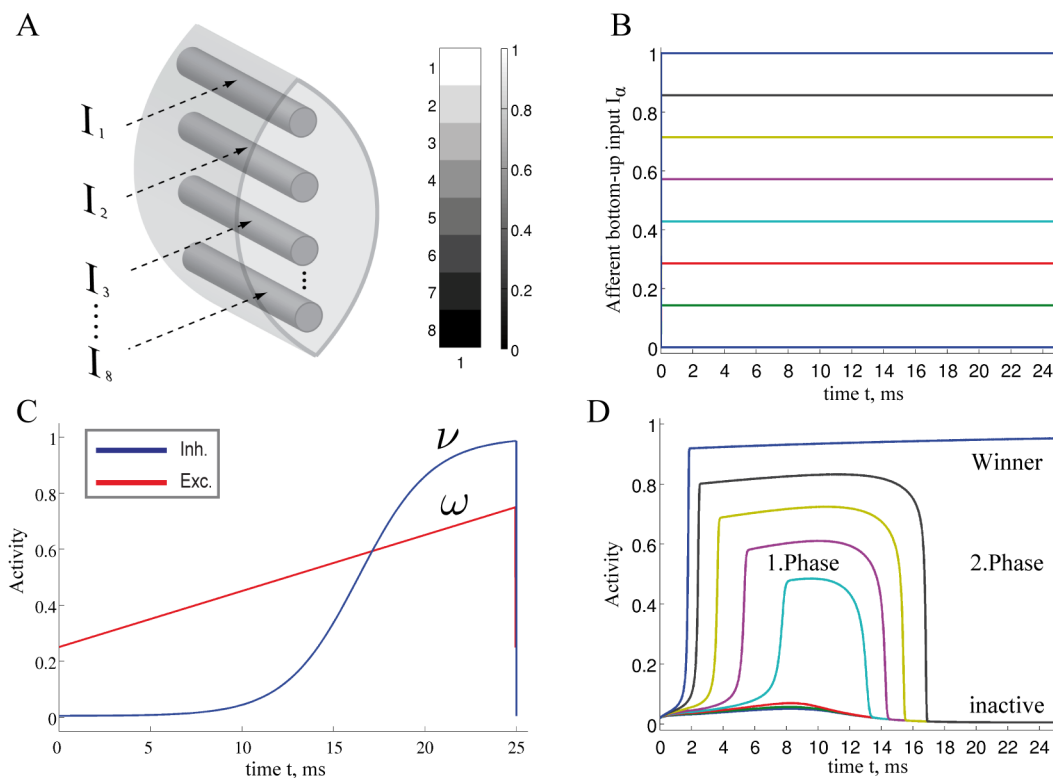 A
I1
I2
I3
I8
1
2
3
4
5
6
7
8
1
1
0.8
0.6
0.4
0.2
0
B
Afferent bottom-up input Iα
1
0.8
0.6
0.4
0.2
0
0 2 4 6 8 10 12 14 16 18 20 22 24
time t, ms
C
Inh.
Exc.
ν
ω
Activity
1
0.8
0.6
0.4
0.2
0
0 5 10 15 20 25
time t, ms
D
Winner
1.Phase
2.Phase
inactive
Activity
1
0.8
0.6
0.4
0.2
0
0 2 4 6 8 10 12 14 16 18 20 22 24
time t, ms